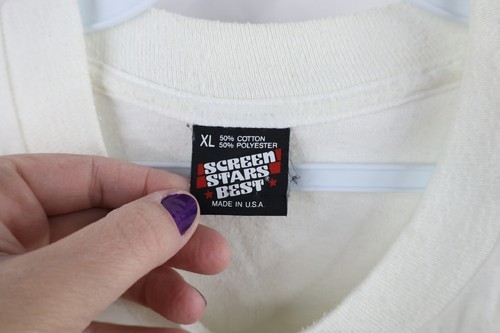 XL 50% COTTON
50% POLYESTER
SCREEN
STARS
BEST®
MADE IN U.S.A